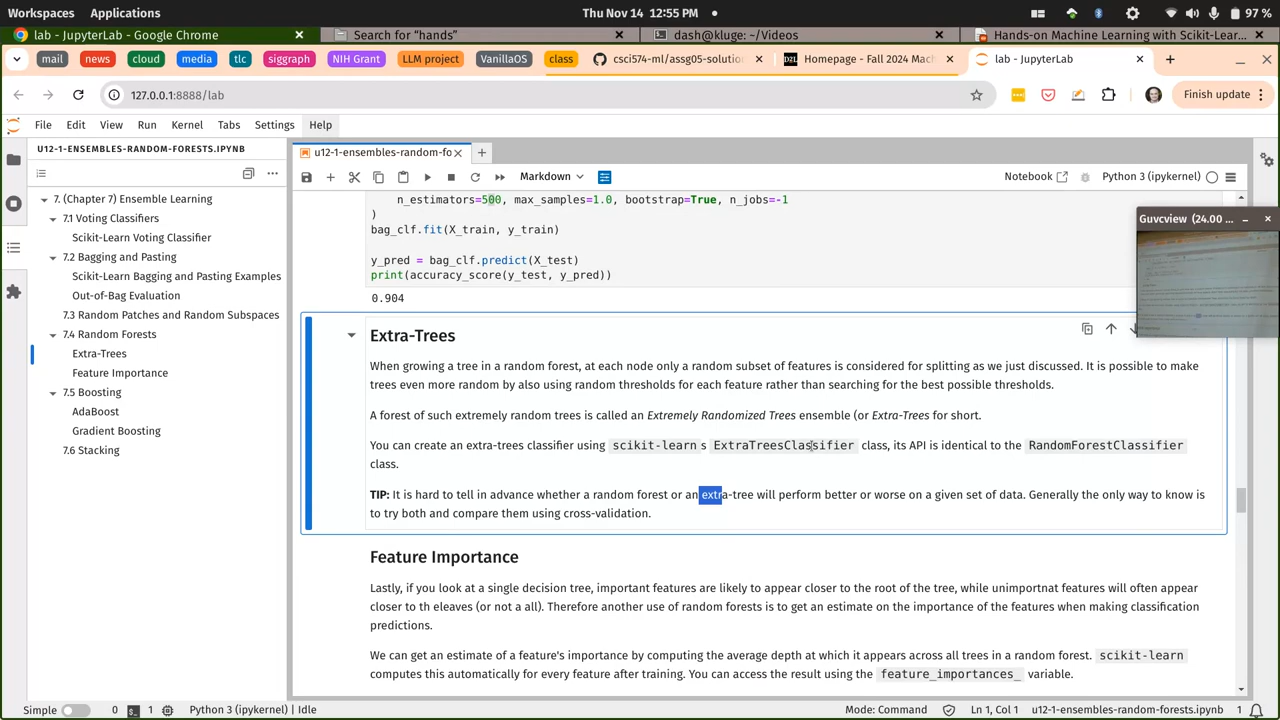 Workspaces Applications Thu Nov 14 12:55 PM 97 %
lab - JupyterLab - Google Chrome Search for "hands" dash@kluge: ~/Videos Hands-on Machine Learning with Scikit-Lear...
mail news cloud media tlc siggraph NIH Grant LLM project VanillaOS class csci574-ml/assg05-solutio Homepage - Fall 2024 Mac lab - JupyterLab
127.0.0.1:8888/lab Finish update
File Edit View Run Kernel Tabs Settings Help
U12-1-ENSEMBLES-RANDOM-FORESTS.IPYNB
7. (Chapter 7) Ensemble Learning
7.1 Voting Classifiers
Scikit-Learn Voting Classifier
7.2 Bagging and Pasting
Scikit-Learn Bagging and Pasting Examples
Out-of-Bag Evaluation
7.3 Random Patches and Random Subspaces
7.4 Random Forests
Extra-Trees
Feature Importance
7.5 Boosting
AdaBoost
Gradient Boosting
7.6 Stacking
u12-1-ensembles-random-fo
Markdown Notebook Python 3 (ipykernel)
n_estimators=500, max_samples=1.0, bootstrap=True, n_jobs=-1
)
bag_clf.fit(X_train, y_train)
y_pred = bag_clf.predict(X_test)
print(accuracy_score(y_test, y_pred))
0.904
Guvcview (24.00 ...
Extra-Trees
When growing a tree in a random forest, at each node only a random subset of features is considered for splitting as we just discussed. It is possible to make
trees even more random by also using random thresholds for each feature rather than searching for the best possible thresholds.
A forest of such extremely random trees is called an Extremely Randomized Trees ensemble (or Extra-Trees for short.
You can create an extra-trees classifier using scikit-learn s ExtraTreesClassifier class, its API is identical to the RandomForestClassifier
class.
TIP: It is hard to tell in advance whether a random forest or an extra-tree will perform better or worse on a given set of data. Generally the only way to know is
to try both and compare them using cross-validation.
Feature Importance
Lastly, if you look at a single decision tree, important features are likely to appear closer to the root of the tree, while unimportnat features will often appear
closer to th eleaves (or not a all). Therefore another use of random forests is to get an estimate on the importance of the features when making classification
predictions.
We can get an estimate of a feature's importance by computing the average depth at which it appears across all trees in a random forest. scikit-learn
computes this automatically for every feature after training. You can access the result using the feature_importances_ variable.
Simple 0 1 Python 3 (ipykernel) | Idle Mode: Command Ln 1, Col 1 u12-1-ensembles-random-forests.ipynb 1